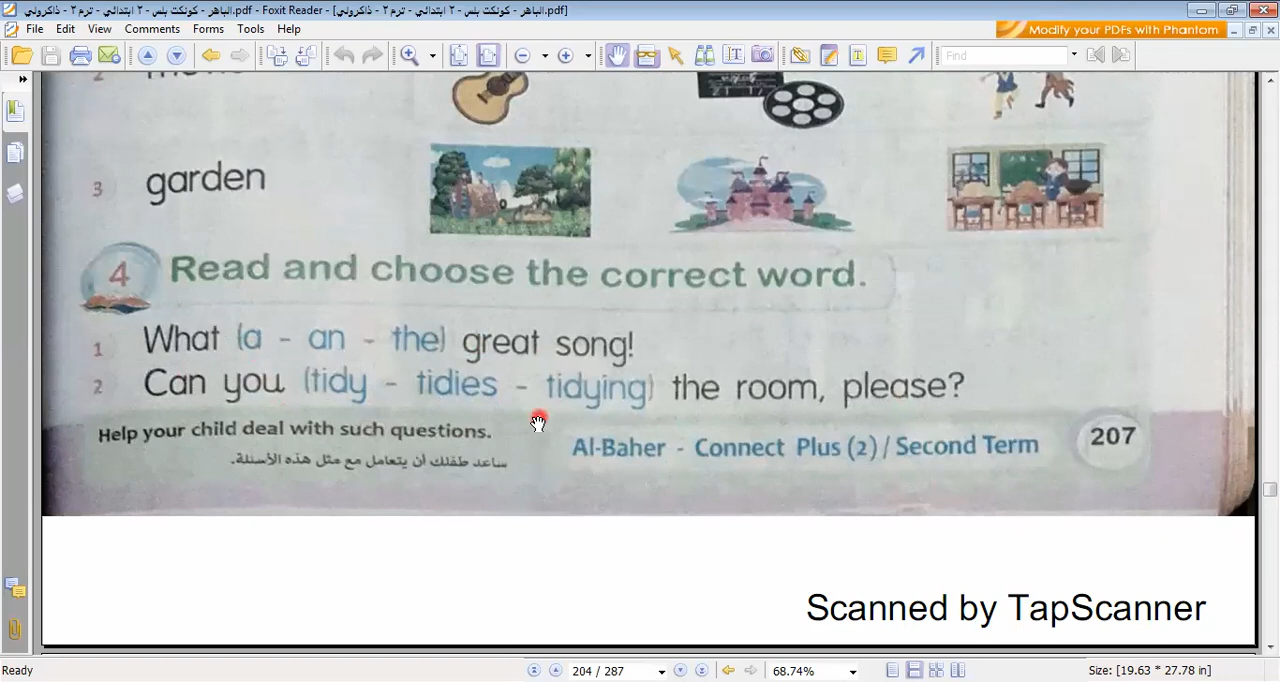 الباهر - كونكت بلس - ٢ ابتدائي - ترم ٢ - ذاكرولي.pdf - Foxit Reader - [الباهر - كونكت بلس - ٢ ابتدائي - ترم ٢ - ذاكرولي.pdf]
File Edit View Comments Forms Tools Help
Modify your PDFs with Phantom
Find
3 garden
4 Read and choose the correct word.
1 What (a - an - the) great song!
2 Can you (tidy - tidies - tidying) the room, please?
Help your child deal with such questions.
ساعد طفلك أن يتعامل مع مثل هذه الأسئلة.
Al-Baher - Connect Plus (2) / Second Term
207
Scanned by TapScanner
Ready
204 / 287
68.74%
Size: [19.63 * 27.78 in]